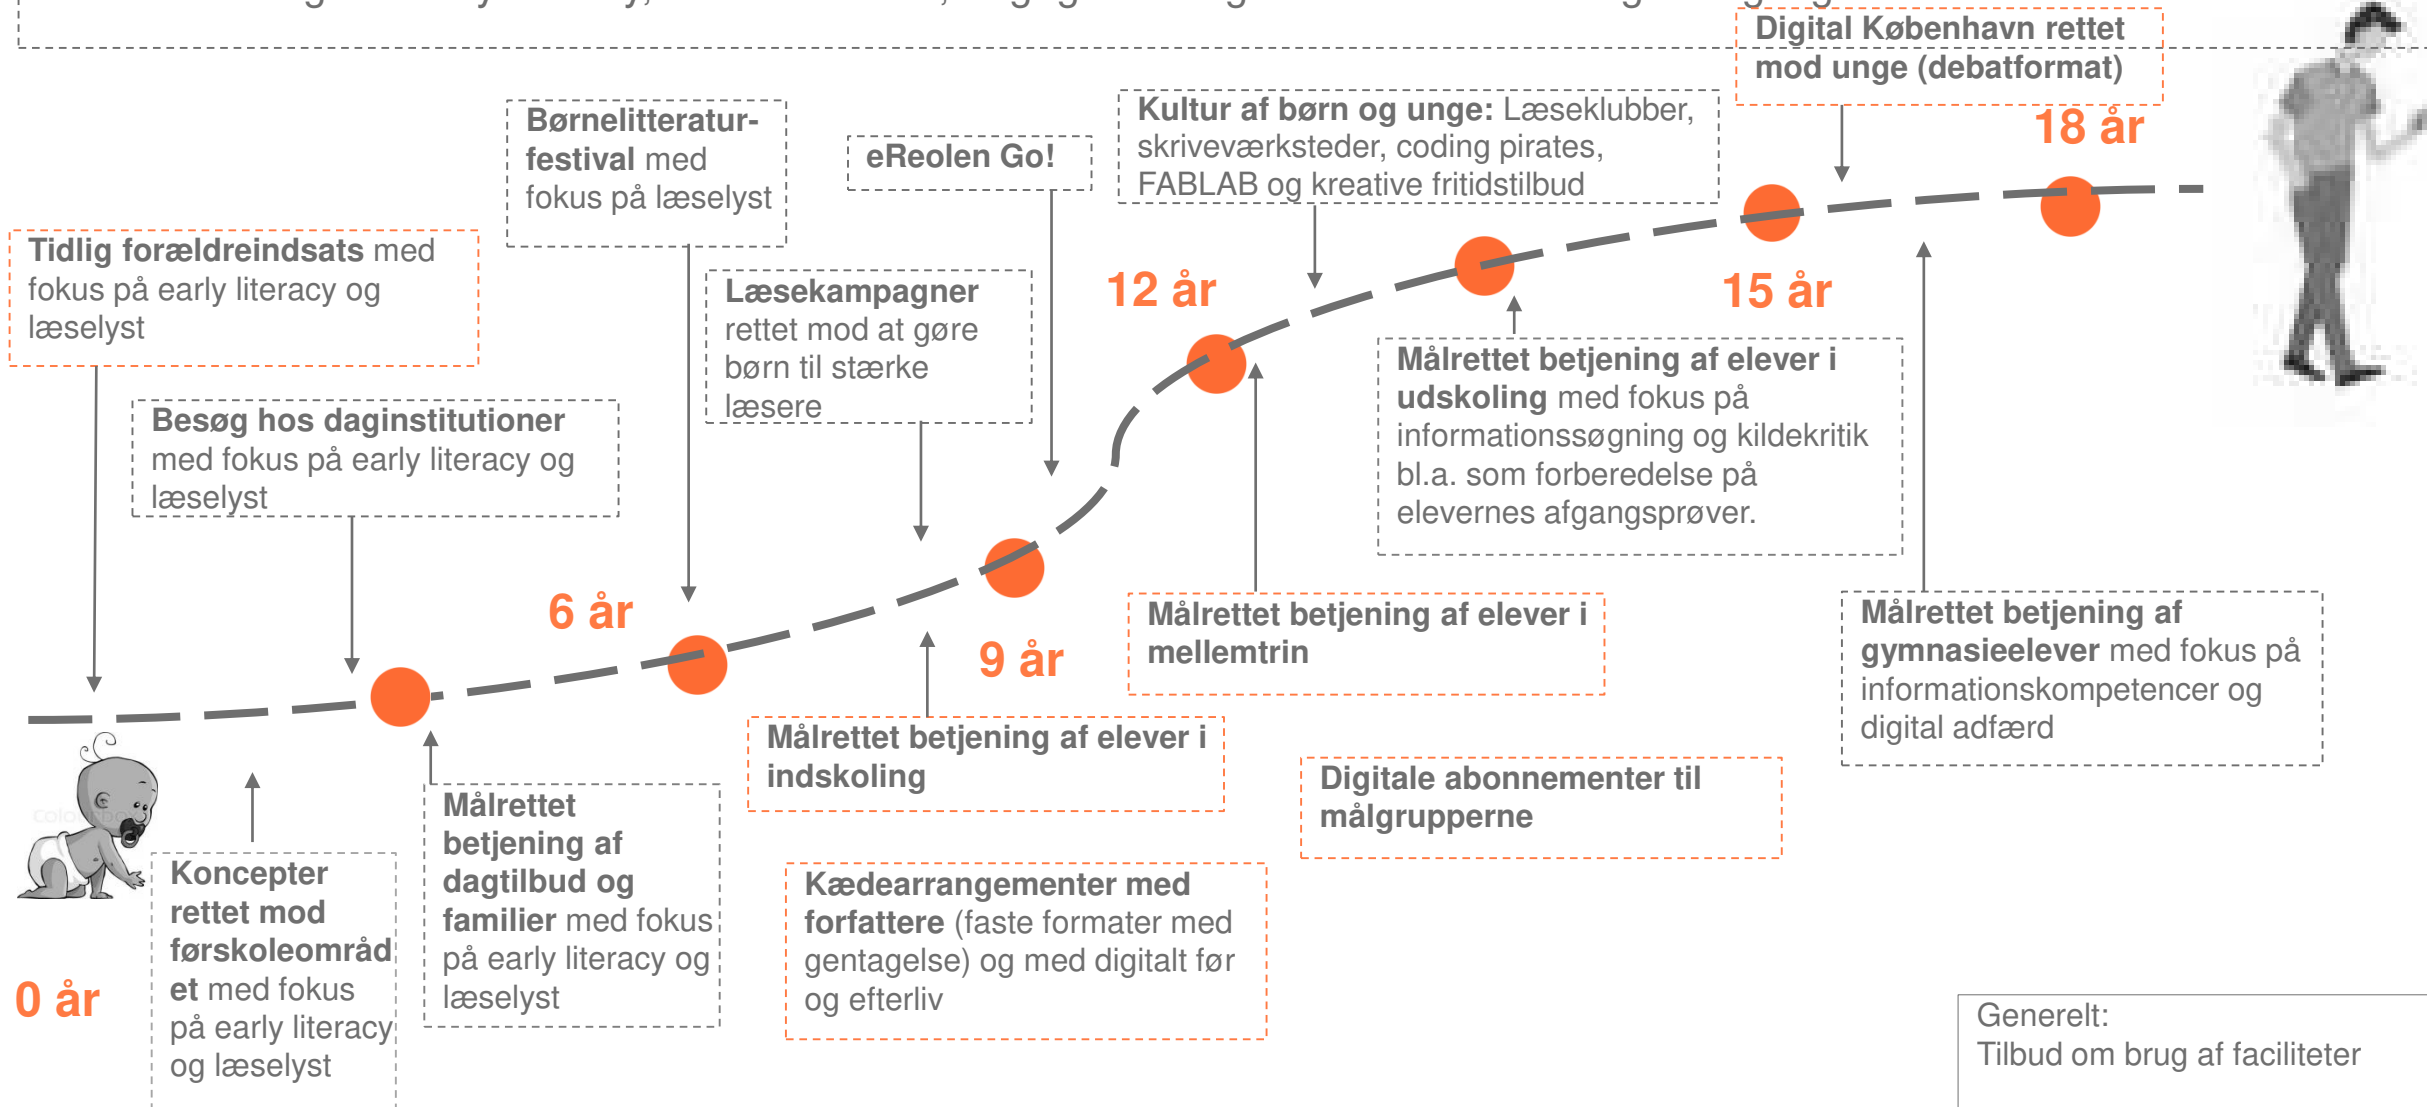 Digital København rettet
mod unge (debatformat)
18 år
Børnelitteratur-
festival med
fokus på læselyst
eReolen Go!
Kultur af børn og unge: Læseklubber,
skriveværksteder, coding pirates,
FABLAB og kreative fritidstilbud
Tidlig forældreindsats med
fokus på early literacy og
læselyst
Læsekampagner
rettet mod at gøre
børn til stærke
læsere
12 år
15 år
Målrettet betjening af elever i
udskoling med fokus på
informationssøgning og kildekritik
bl.a. som forberedelse på
elevernes afgangsprøver.
Besøg hos daginstitutioner
med fokus på early literacy og
læselyst
6 år
9 år
Målrettet betjening af elever i
mellemtrin
Målrettet betjening af
gymnasieelever med fokus på
informationskompetencer og
digital adfærd
Målrettet betjening af elever i
indskoling
Digitale abonnementer til
målgrupperne
Målrettet
betjening af
dagtilbud og
familier med fokus
på early literacy og
læselyst
Koncepter
rettet mod
førskoleområd
et med fokus
på early literacy
og læselyst
0 år
Kædearrangementer med
forfattere (faste formater med
gentagelse) og med digitalt før
og efterliv
Generelt:
Tilbud om brug af faciliteter